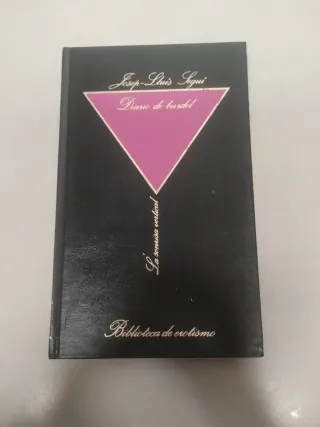 Josep-Lluís Seguí
Diario de burdel
La sonrisa vertical
Biblioteca de erotismo